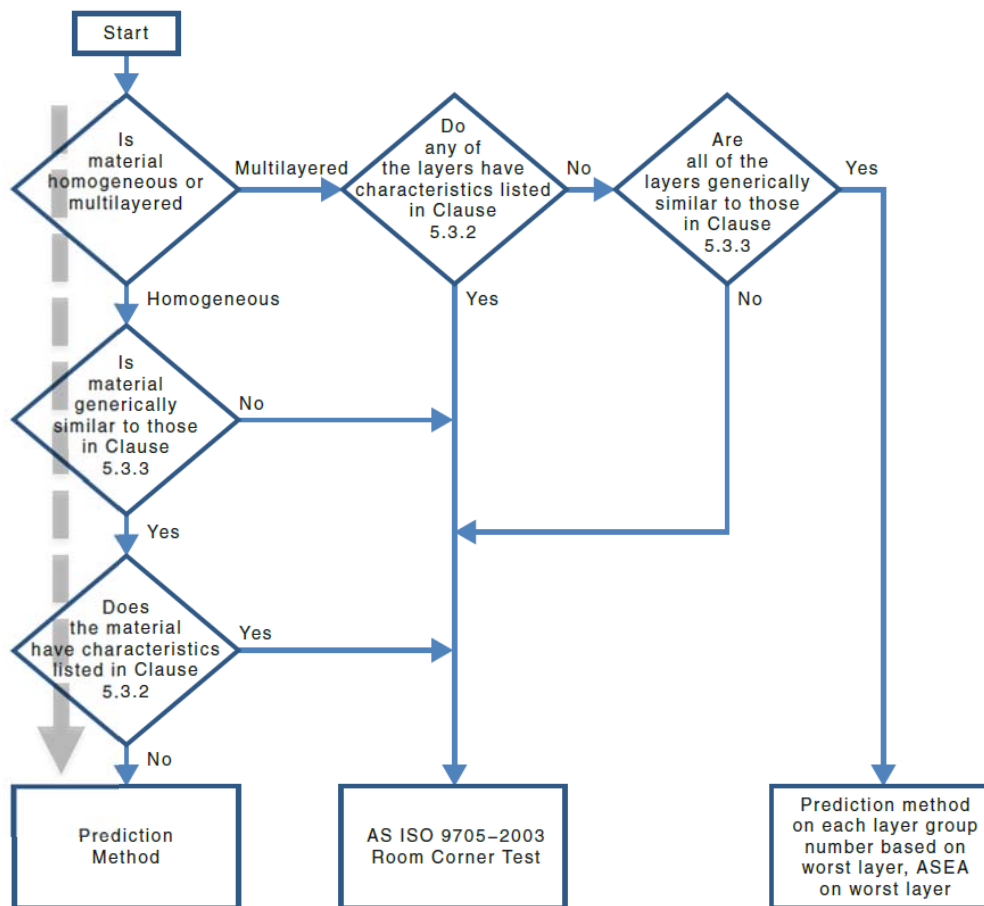 Start
Is
material
homogeneous or
multilayered
Multilayered
Do
any of
the layers have
characteristics listed
in Clause
5.3.2
No
Are
all of the
layers generically
similar to those
in Clause
5.3.3
Yes
Homogeneous
Yes
No
Is
material
generically
similar to those
in Clause
5.3.3
No
Yes
Does
the material
have characteristics
listed in Clause
5.3.2
Yes
No
Prediction
Method
AS ISO 9705–2003
Room Corner Test
Prediction method
on each layer group
number based on
worst layer, ASEA
on worst layer